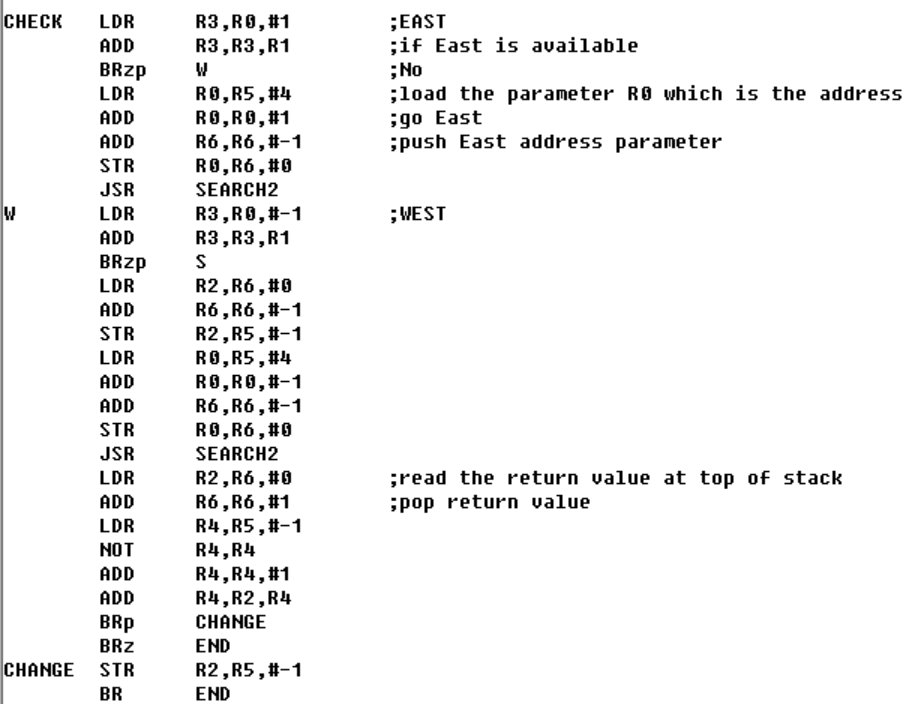 CHECK LDR R3,R0,#1 ;EAST
ADD R3,R3,R1 ;if East is available
BRzp W ;No
LDR R0,R5,#4 ;load the parameter R0 which is the address
ADD R0,R0,#1 ;go East
ADD R6,R6,#-1 ;push East address parameter
STR R0,R6,#0
JSR SEARCH2
W LDR R3,R0,#-1 ;WEST
ADD R3,R3,R1
BRzp S
LDR R2,R6,#0
ADD R6,R6,#-1
STR R2,R5,#-1
LDR R0,R5,#4
ADD R0,R0,#-1
ADD R6,R6,#-1
STR R0,R6,#0
JSR SEARCH2
LDR R2,R6,#0 ;read the return value at top of stack
ADD R6,R6,#1 ;pop return value
LDR R4,R5,#-1
NOT R4,R4
ADD R4,R4,#1
ADD R4,R2,R4
BRp CHANGE
BRz END
CHANGE STR R2,R5,#-1
BR END